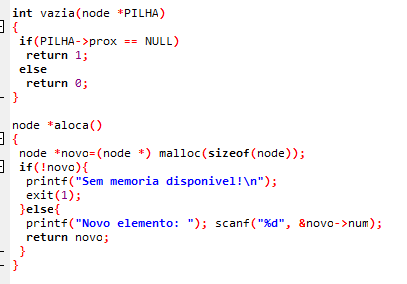 int vazia(node *PILHA)
{
 if(PILHA->prox == NULL)
  return 1;
 else
  return 0;
}

node *aloca()
{
 node *novo=(node *) malloc(sizeof(node));
 if(!novo){
  printf("Sem memoria disponivel!\n");
  exit(1);
 }else{
  printf("Novo elemento: "); scanf("%d", &novo->num);
  return novo;
 }
}